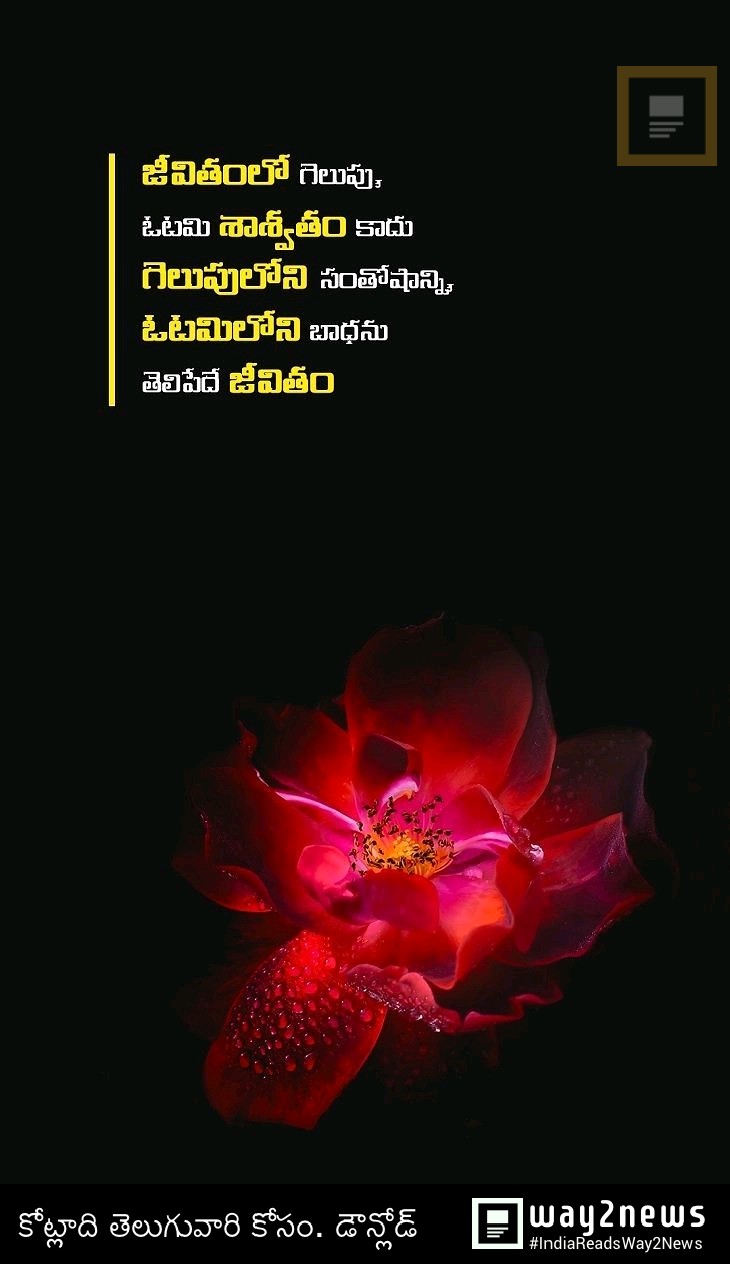 జీవితంలో గెలుపు,
ఓటమి శాశ్వతం కాదు
గెలుపులోని సంతోషాన్ని,
ఓటమిలోని బాధను
తెలిపేదే జీవితం
కోట్లాది తెలుగువారి కోసం. డౌన్లోడ్
way2news
#IndiaReadsWay2News